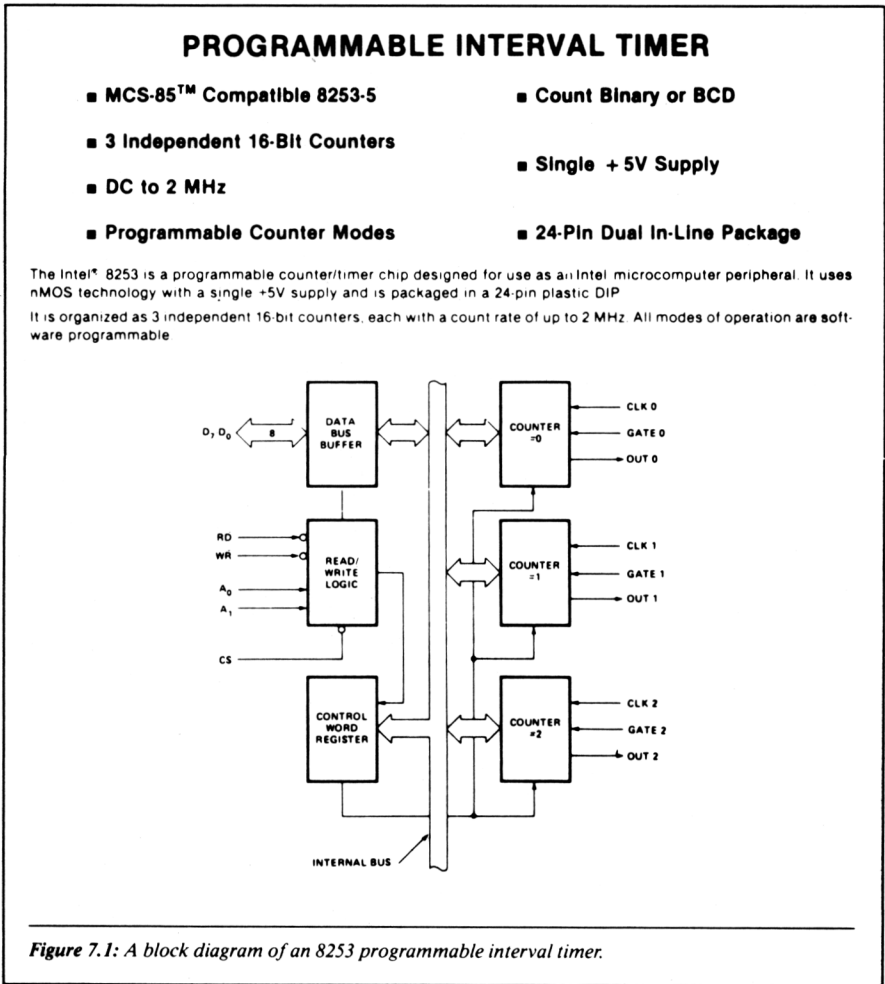 PROGRAMMABLE INTERVAL TIMER
■ MCS-85™ Compatible 8253-5
■ 3 Independent 16-Bit Counters
■ DC to 2 MHz
■ Programmable Counter Modes
■ Count Binary or BCD
■ Single +5V Supply
■ 24-Pin Dual In-Line Package
The Intel® 8253 is a programmable counter/timer chip designed for use as an Intel microcomputer peripheral. It uses
nMOS technology with a single +5V supply and is packaged in a 24-pin plastic DIP
It is organized as 3 independent 16-bit counters, each with a count rate of up to 2 MHz. All modes of operation are soft-
ware programmable
D7 D0
8
DATA
BUS
BUFFER
RD
WR
A0
A1
CS
READ/
WRITE
LOGIC
CONTROL
WORD
REGISTER
INTERNAL BUS
COUNTER
=0
CLK 0
GATE 0
OUT 0
COUNTER
=1
CLK 1
GATE 1
OUT 1
COUNTER
#2
CLK 2
GATE 2
OUT 2
Figure 7.1: A block diagram of an 8253 programmable interval timer.